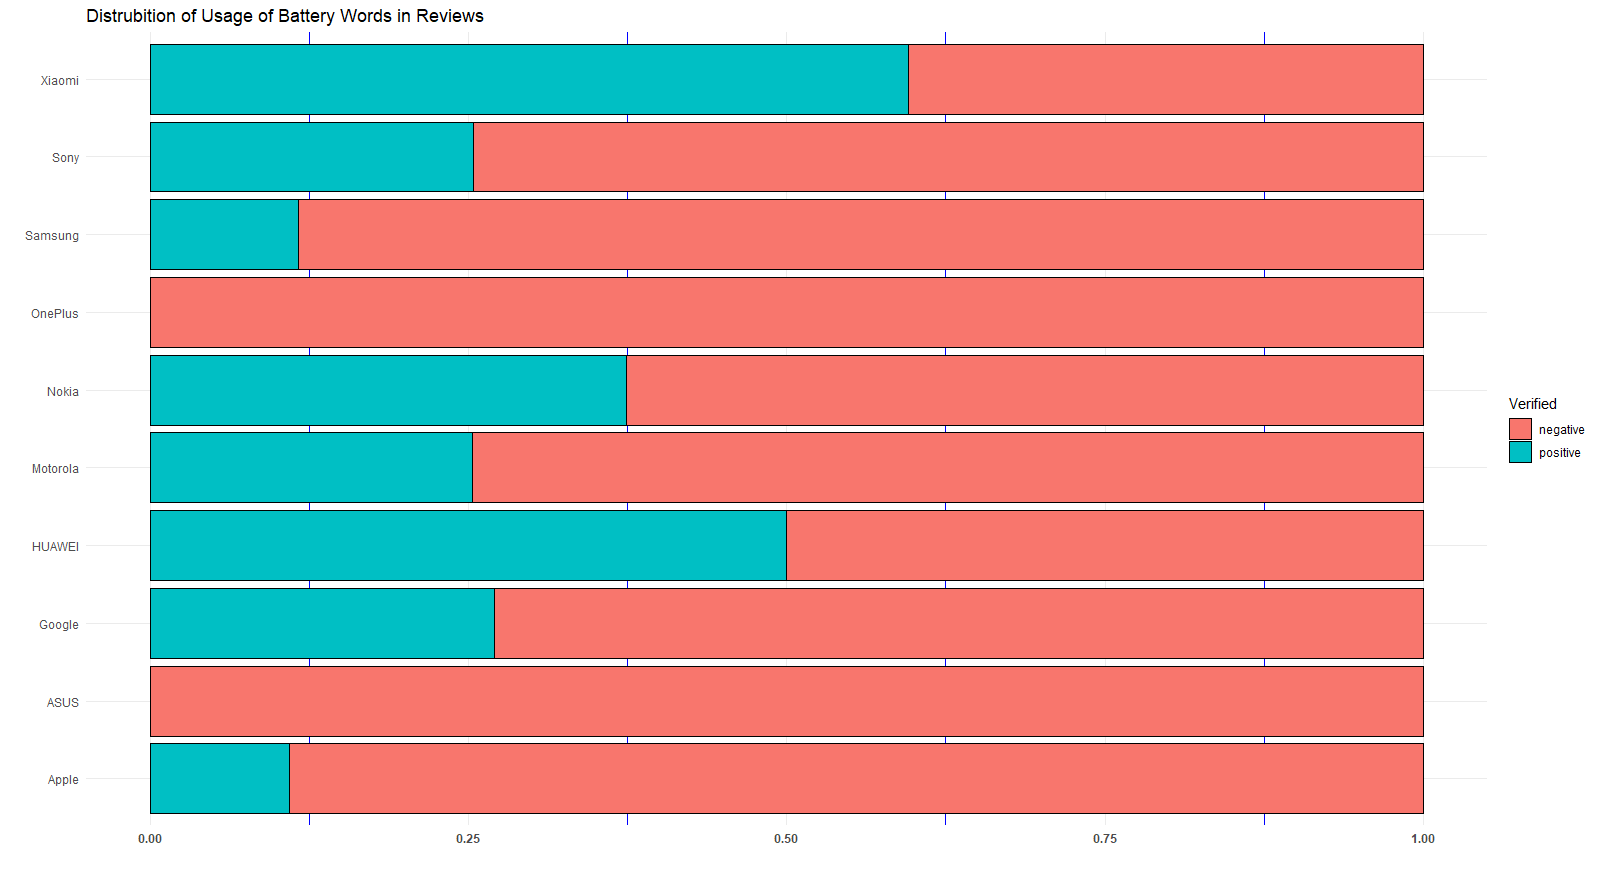 Distrubition of Usage of Battery Words in Reviews
Xiaomi
Sony
Samsung
OnePlus
Nokia
Motorola
HUAWEI
Google
ASUS
Apple
0.00 0.25 0.50 0.75 1.00
Verified
negative
positive